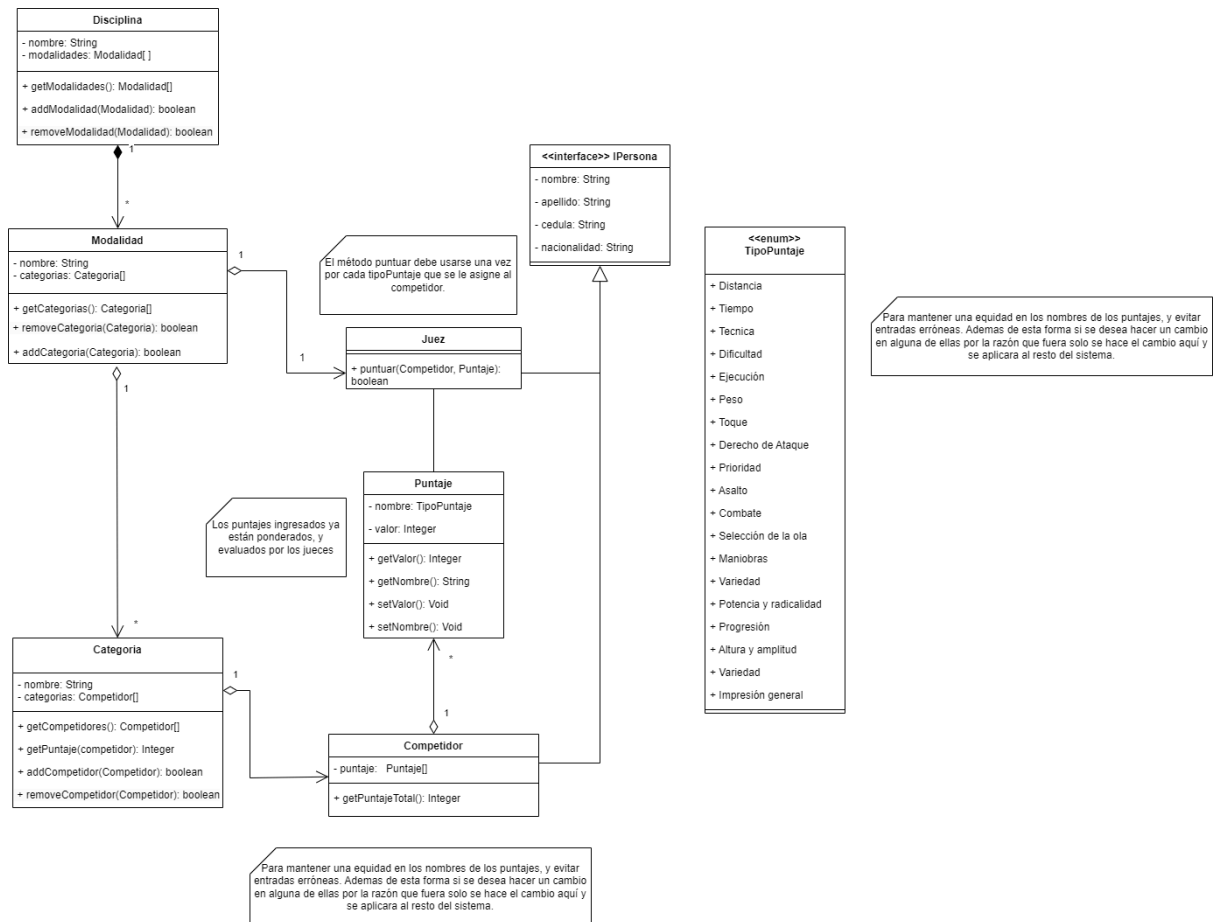 Disciplina
- nombre: String
- modalidades: Modalidad[ ]
+ getModalidades(): Modalidad[]
+ addModalidad(Modalidad): boolean
+ removeModalidad(Modalidad): boolean
1
*
Modalidad
- nombre: String
- categorias: Categoria[]
+ getCategorias(): Categoria[]
+ removeCategoria(Categoria): boolean
+ addCategoria(Categoria): boolean
1
1
1
*
El método puntuar debe usarse una vez
por cada tipoPuntaje que se le asigne al
competidor.
<<interface>> IPersona
- nombre: String
- apellido: String
- cedula: String
- nacionalidad: String
Juez
+ puntuar(Competidor, Puntaje):
boolean
Los puntajes ingresados ya
están ponderados, y
evaluados por los jueces
Puntaje
- nombre: TipoPuntaje
- valor: Integer
+ getValor(): Integer
+ getNombre(): String
+ setValor(): Void
+ setNombre(): Void
*
1
Categoria
- nombre: String
- categorias: Competidor[]
+ getCompetidores(): Competidor[]
+ getPuntaje(competidor): Integer
+ addCompetidor(Competidor): boolean
+ removeCompetidor(Competidor): boolean
1
Competidor
- puntaje: Puntaje[]
+ getPuntajeTotal(): Integer
<<enum>>
TipoPuntaje
+ Distancia
+ Tiempo
+ Tecnica
+ Dificultad
+ Ejecución
+ Peso
+ Toque
+ Derecho de Ataque
+ Prioridad
+ Asalto
+ Combate
+ Selección de la ola
+ Maniobras
+ Variedad
+ Potencia y radicalidad
+ Progresión
+ Altura y amplitud
+ Variedad
+ Impresión general
Para mantener una equidad en los nombres de los puntajes, y evitar
entradas erróneas. Ademas de esta forma si se desea hacer un cambio
en alguna de ellas por la razón que fuera solo se hace el cambio aquí y
se aplicara al resto del sistema.
Para mantener una equidad en los nombres de los puntajes, y evitar
entradas erróneas. Ademas de esta forma si se desea hacer un cambio
en alguna de ellas por la razón que fuera solo se hace el cambio aquí y
se aplicara al resto del sistema.